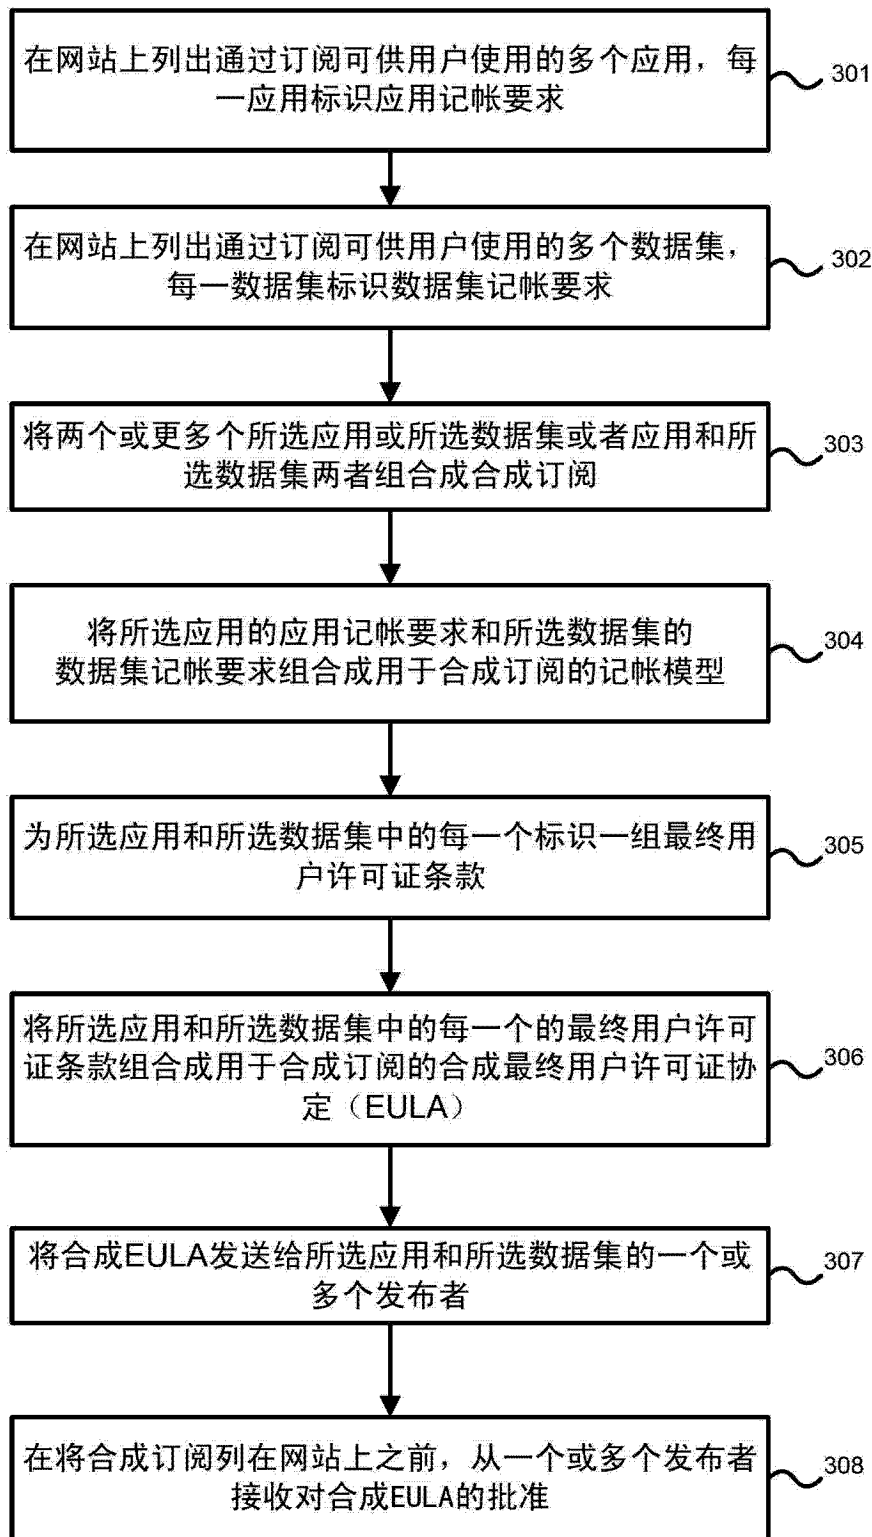 在网站上列出通过订阅可供用户使用的多个应用，每
一应用标识应用记帐要求
301
在网站上列出通过订阅可供用户使用的多个数据集，
每一数据集标识数据集记帐要求
302
将两个或更多个所选应用或所选数据集或者应用和所
选数据集两者组合成合成订阅
303
将所选应用的应用记帐要求和所选数据集的
数据集记帐要求组合成用于合成订阅的记帐模型
304
为所选应用和所选数据集中的每一个标识一组最终用
户许可证条款
305
将所选应用和所选数据集中的每一个的最终用户许可
证条款组合成用于合成订阅的合成最终用户许可证协
定（EULA）
306
将合成EULA发送给所选应用和所选数据集的一个或
多个发布者
307
在将合成订阅列在网站上之前，从一个或多个发布者
接收对合成EULA的批准
308